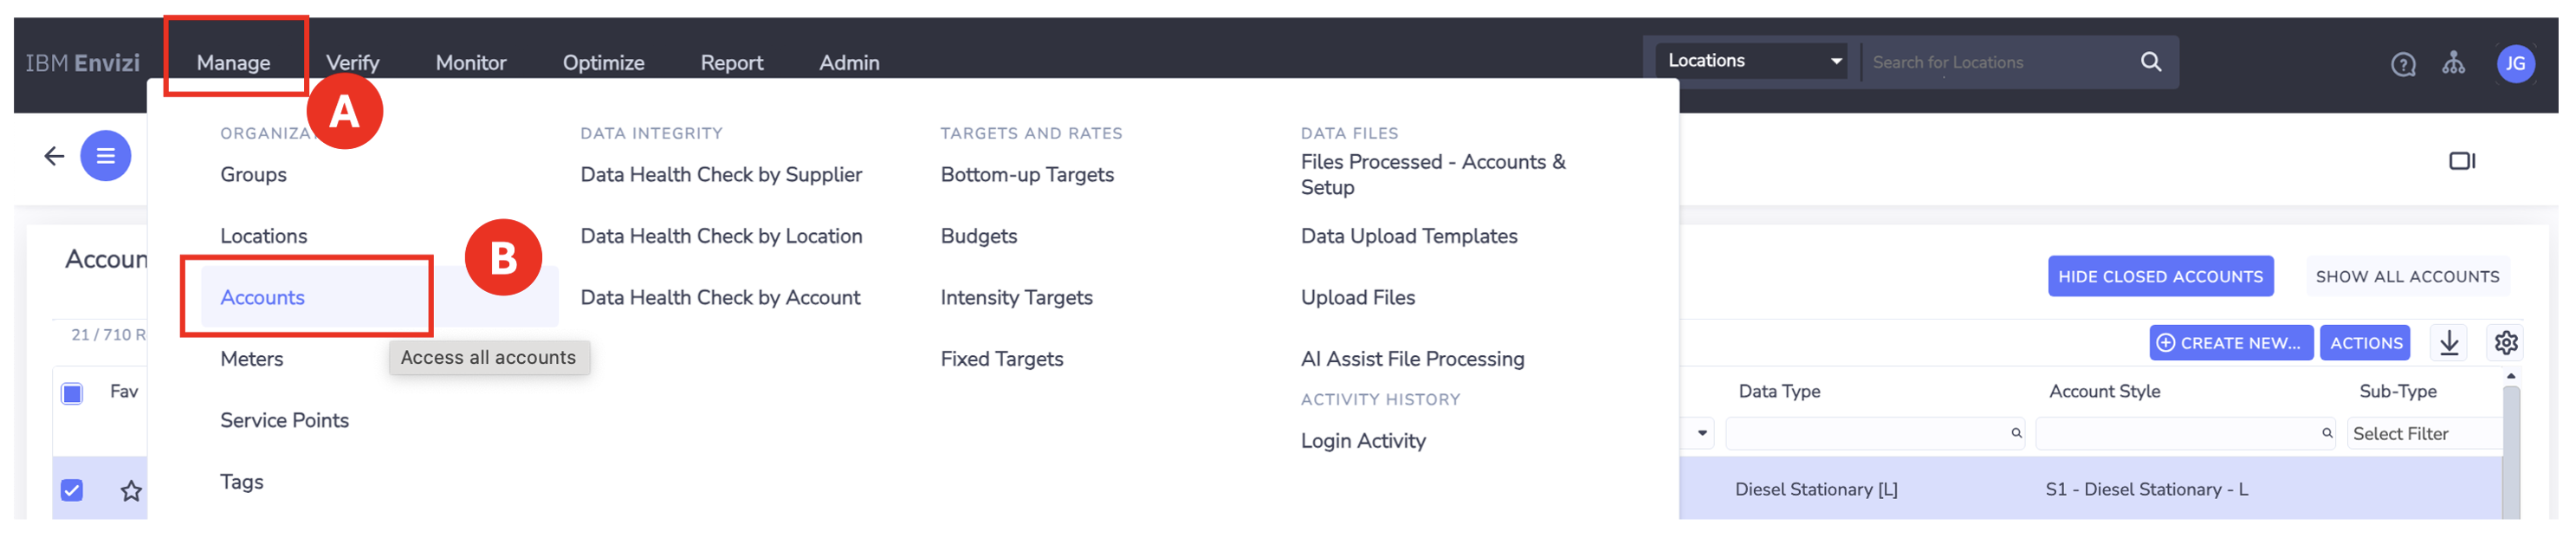 IBM Envizi Manage Verify Monitor Optimize Report Admin Locations Search for Locations JG
A
ORGANIZAT DATA INTEGRITY TARGETS AND RATES DATA FILES
Groups Data Health Check by Supplier Bottom-up Targets Files Processed - Accounts &
Setup
Locations Data Health Check by Location Budgets Data Upload Templates
B
Accoun
Accounts Data Health Check by Account Intensity Targets Upload Files HIDE CLOSED ACCOUNTS SHOW ALL ACCOUNTS
21 / 710 R
CREATE NEW... ACTIONS
Meters Access all accounts Fixed Targets AI Assist File Processing
Fav ACTIVITY HISTORY Data Type Account Style Sub-Type
Service Points Login Activity Select Filter
Tags Diesel Stationary [L] S1 - Diesel Stationary - L